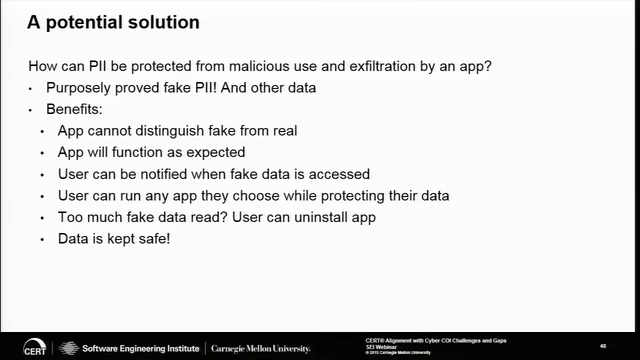 A potential solution
How can PII be protected from malicious use and exfiltration by an app?
• Purposely proved fake PII! And other data
• Benefits:
• App cannot distinguish fake from real
• App will function as expected
• User can be notified when fake data is accessed
• User can run any app they choose while protecting their data
• Too much fake data read? User can uninstall app
• Data is kept safe!
CERT
Software Engineering Institute | Carnegie Mellon University.
CERT® Alignment with Cyber COI Challenges and Gaps
SEI Webinar
© 2015 Carnegie Mellon University
48